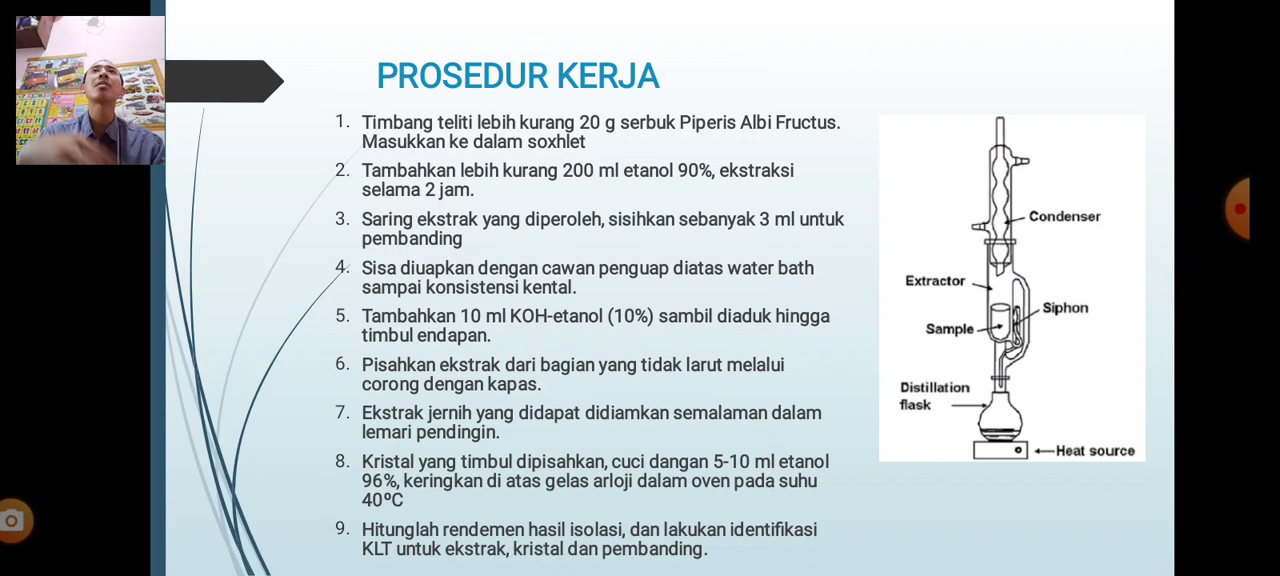 PROSEDUR KERJA
1. Timbang teliti lebih kurang 20 g serbuk Piperis Albi Fructus.
Masukkan ke dalam soxhlet
2. Tambahkan lebih kurang 200 ml etanol 90%, ekstraksi
selama 2 jam.
3. Saring ekstrak yang diperoleh, sisihkan sebanyak 3 ml untuk
pembanding
4. Sisa diuapkan dengan cawan penguap diatas water bath
sampai konsistensi kental.
5. Tambahkan 10 ml KOH-etanol (10%) sambil diaduk hingga
timbul endapan.
6. Pisahkan ekstrak dari bagian yang tidak larut melalui
corong dengan kapas.
7. Ekstrak jernih yang didapat didiamkan semalaman dalam
lemari pendingin.
8. Kristal yang timbul dipisahkan, cuci dangan 5-10 ml etanol
96%, keringkan di atas gelas arloji dalam oven pada suhu
40ºC
9. Hitunglah rendemen hasil isolasi, dan lakukan identifikasi
KLT untuk ekstrak, kristal dan pembanding.
Condenser
Extractor
Siphon
Sample
Distillation
flask
Heat source